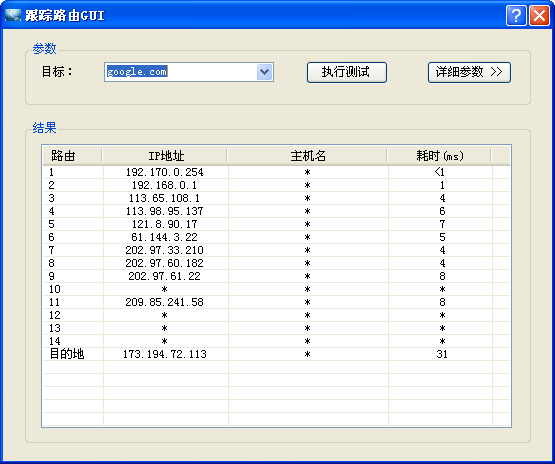 跟踪路由GUI
参数
目标： google.com 执行测试 详细参数 >>
结果
路由 IP地址 主机名 耗时(ms)
1 192.170.0.254 * <1
2 192.168.0.1 * 1
3 113.65.108.1 * 4
4 113.98.95.137 * 6
5 121.8.90.17 * 7
6 61.144.3.22 * 5
7 202.97.33.210 * 4
8 202.97.60.182 * 4
9 202.97.61.22 * 8
10 * * *
11 209.85.241.58 * 8
12 * * *
13 * * *
14 * * *
目的地 173.194.72.113 * 31